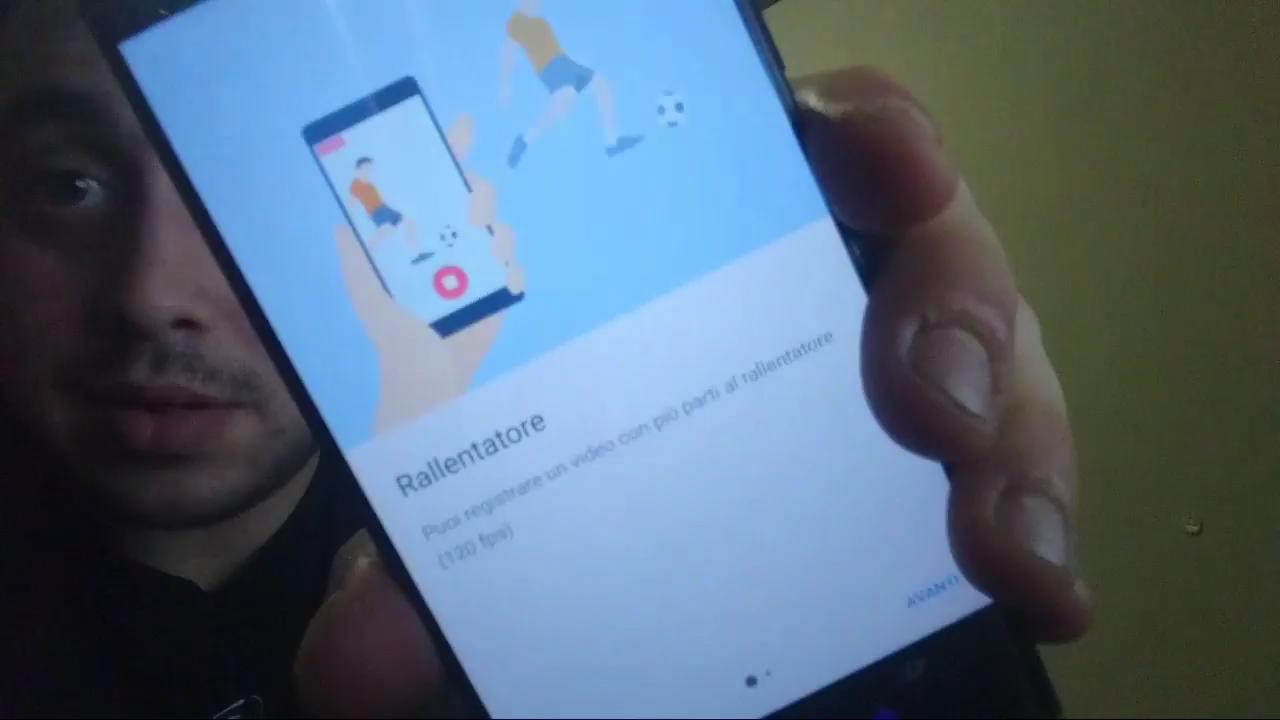 Rallentatore
Puoi registrare un video con più parti al rallentatore
(120 fps)
AVANTI